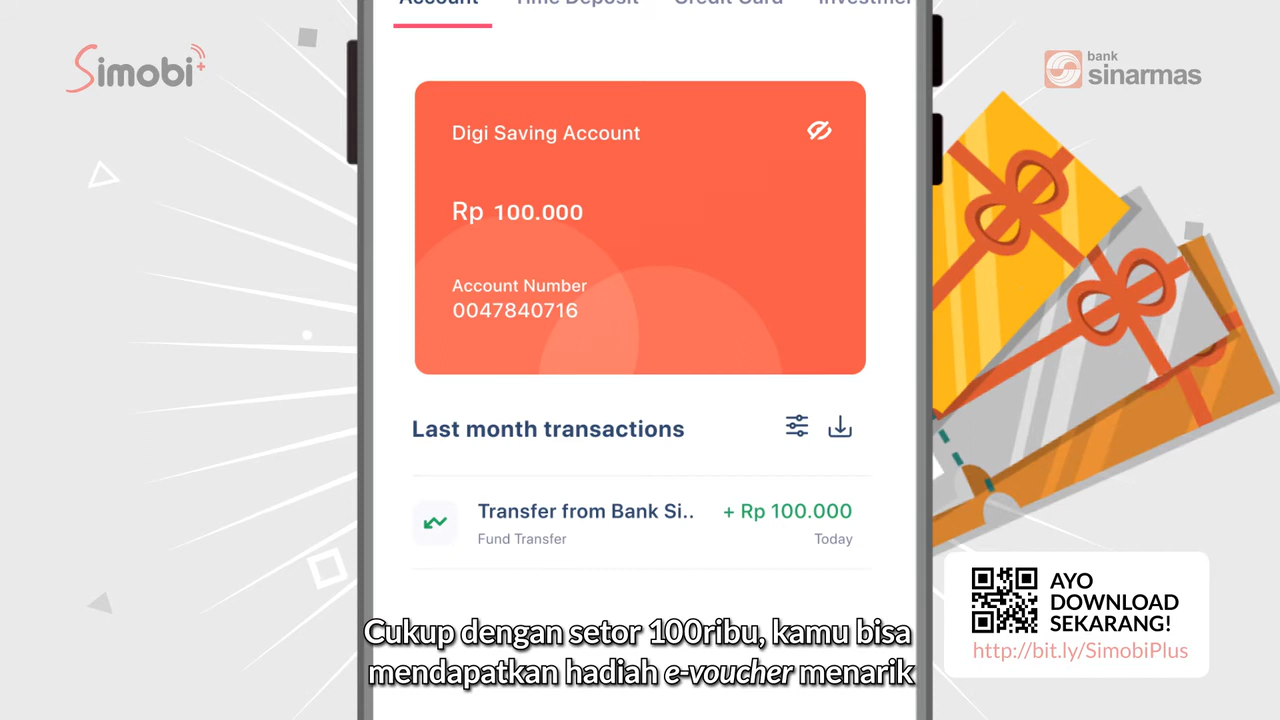 Account Time Deposit Credit Card Investmen
Simobi+
bank
sinarmas
Digi Saving Account
Rp 100.000
Account Number
0047840716
Last month transactions
Transfer from Bank Si.. + Rp 100.000
Fund Transfer Today
Cukup dengan setor 100ribu, kamu bisa
mendapatkan hadiah e-voucher menarik
AYO
DOWNLOAD
SEKARANG!
http://bit.ly/SimobiPlus